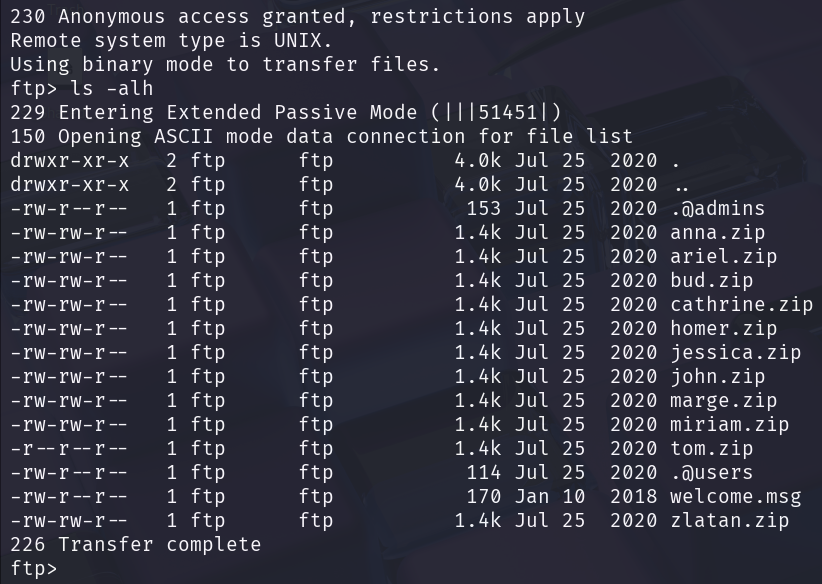 230 Anonymous access granted, restrictions apply
Remote system type is UNIX.
Using binary mode to transfer files.
ftp> ls -alh
229 Entering Extended Passive Mode (|||51451|)
150 Opening ASCII mode data connection for file list
drwxr-xr-x   2 ftp      ftp          4.0k Jul 25  2020 .
drwxr-xr-x   2 ftp      ftp          4.0k Jul 25  2020 ..
-rw-r--r--   1 ftp      ftp           153 Jul 25  2020 .@admins
-rw-rw-r--   1 ftp      ftp          1.4k Jul 25  2020 anna.zip
-rw-rw-r--   1 ftp      ftp          1.4k Jul 25  2020 ariel.zip
-rw-rw-r--   1 ftp      ftp          1.4k Jul 25  2020 bud.zip
-rw-rw-r--   1 ftp      ftp          1.4k Jul 25  2020 cathrine.zip
-rw-rw-r--   1 ftp      ftp          1.4k Jul 25  2020 homer.zip
-rw-rw-r--   1 ftp      ftp          1.4k Jul 25  2020 jessica.zip
-rw-rw-r--   1 ftp      ftp          1.4k Jul 25  2020 john.zip
-rw-rw-r--   1 ftp      ftp          1.4k Jul 25  2020 marge.zip
-rw-rw-r--   1 ftp      ftp          1.4k Jul 25  2020 miriam.zip
-r--r--r--   1 ftp      ftp          1.4k Jul 25  2020 tom.zip
-rw-r--r--   1 ftp      ftp           114 Jul 25  2020 .@users
-rw-r--r--   1 ftp      ftp           170 Jan 10  2018 welcome.msg
-rw-rw-r--   1 ftp      ftp          1.4k Jul 25  2020 zlatan.zip
226 Transfer complete
ftp>